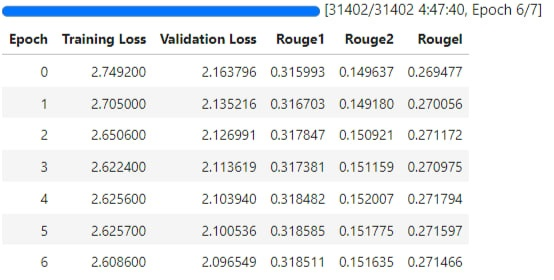 [31402/31402 4:47:40, Epoch 6/7]
Epoch Training Loss Validation Loss Rouge1 Rouge2 Rougel
0 2.749200 2.163796 0.315993 0.149637 0.269477
1 2.705000 2.135216 0.316703 0.149180 0.270056
2 2.650600 2.126991 0.317847 0.150921 0.271172
3 2.622400 2.113619 0.317381 0.151159 0.270975
4 2.625600 2.103940 0.318482 0.152007 0.271794
5 2.625700 2.100536 0.318585 0.151775 0.271597
6 2.608600 2.096549 0.318511 0.151635 0.271466